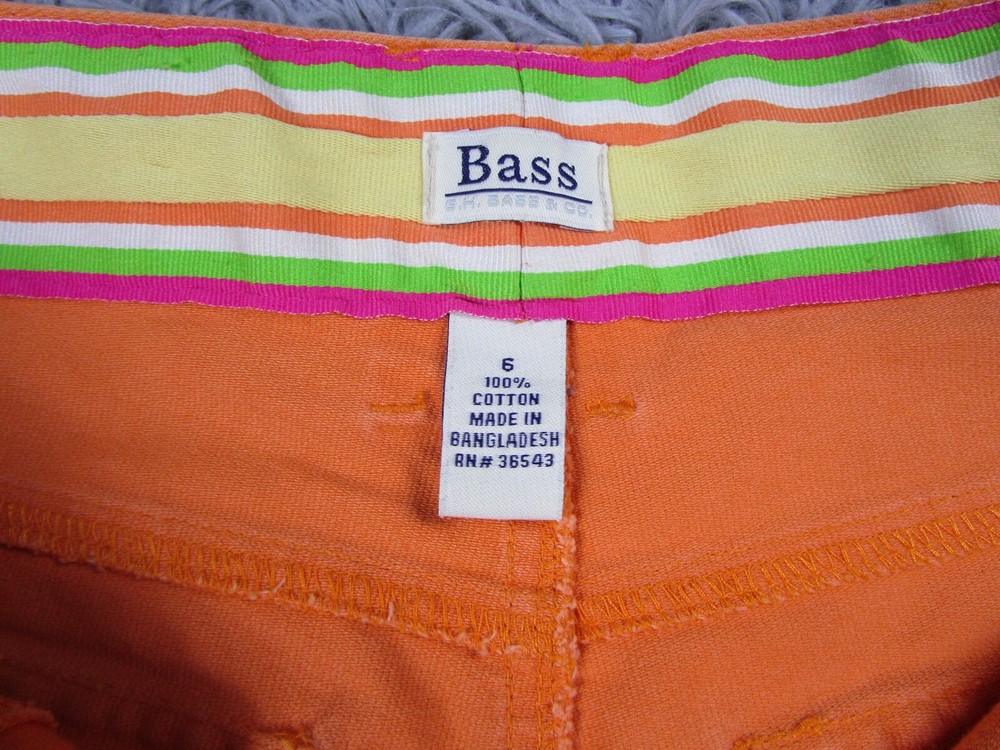 Bass
G.H. BASS & CO.
6
100%
COTTON
MADE IN
BANGLADESH
RN# 36543